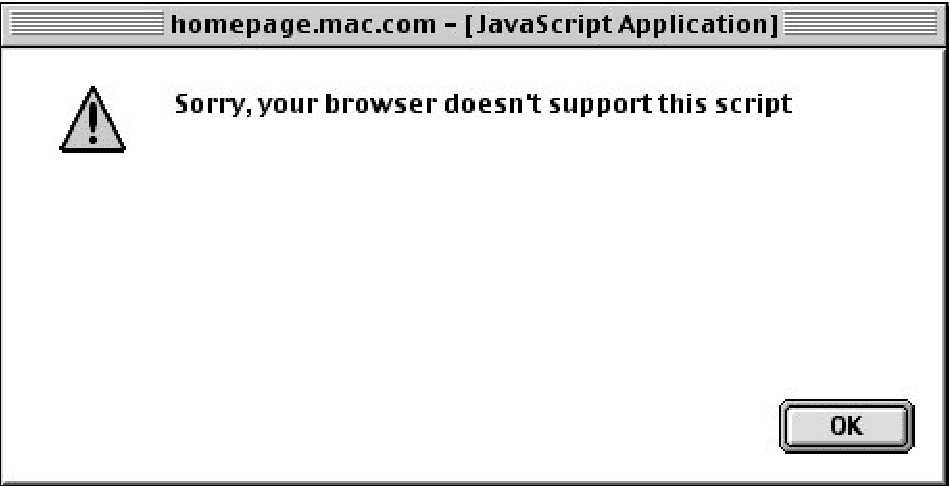 homepage.mac.com - [JavaScript Application]
Sorry, your browser doesn't support this script
OK